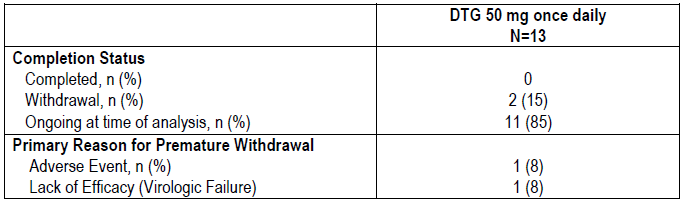 DTG 50 mg once daily
N=13
Completion Status
Completed, n (%) 0
Withdrawal, n (%) 2 (15)
Ongoing at time of analysis, n (%) 11 (85)
Primary Reason for Premature Withdrawal
Adverse Event, n (%) 1 (8)
Lack of Efficacy (Virologic Failure) 1 (8)